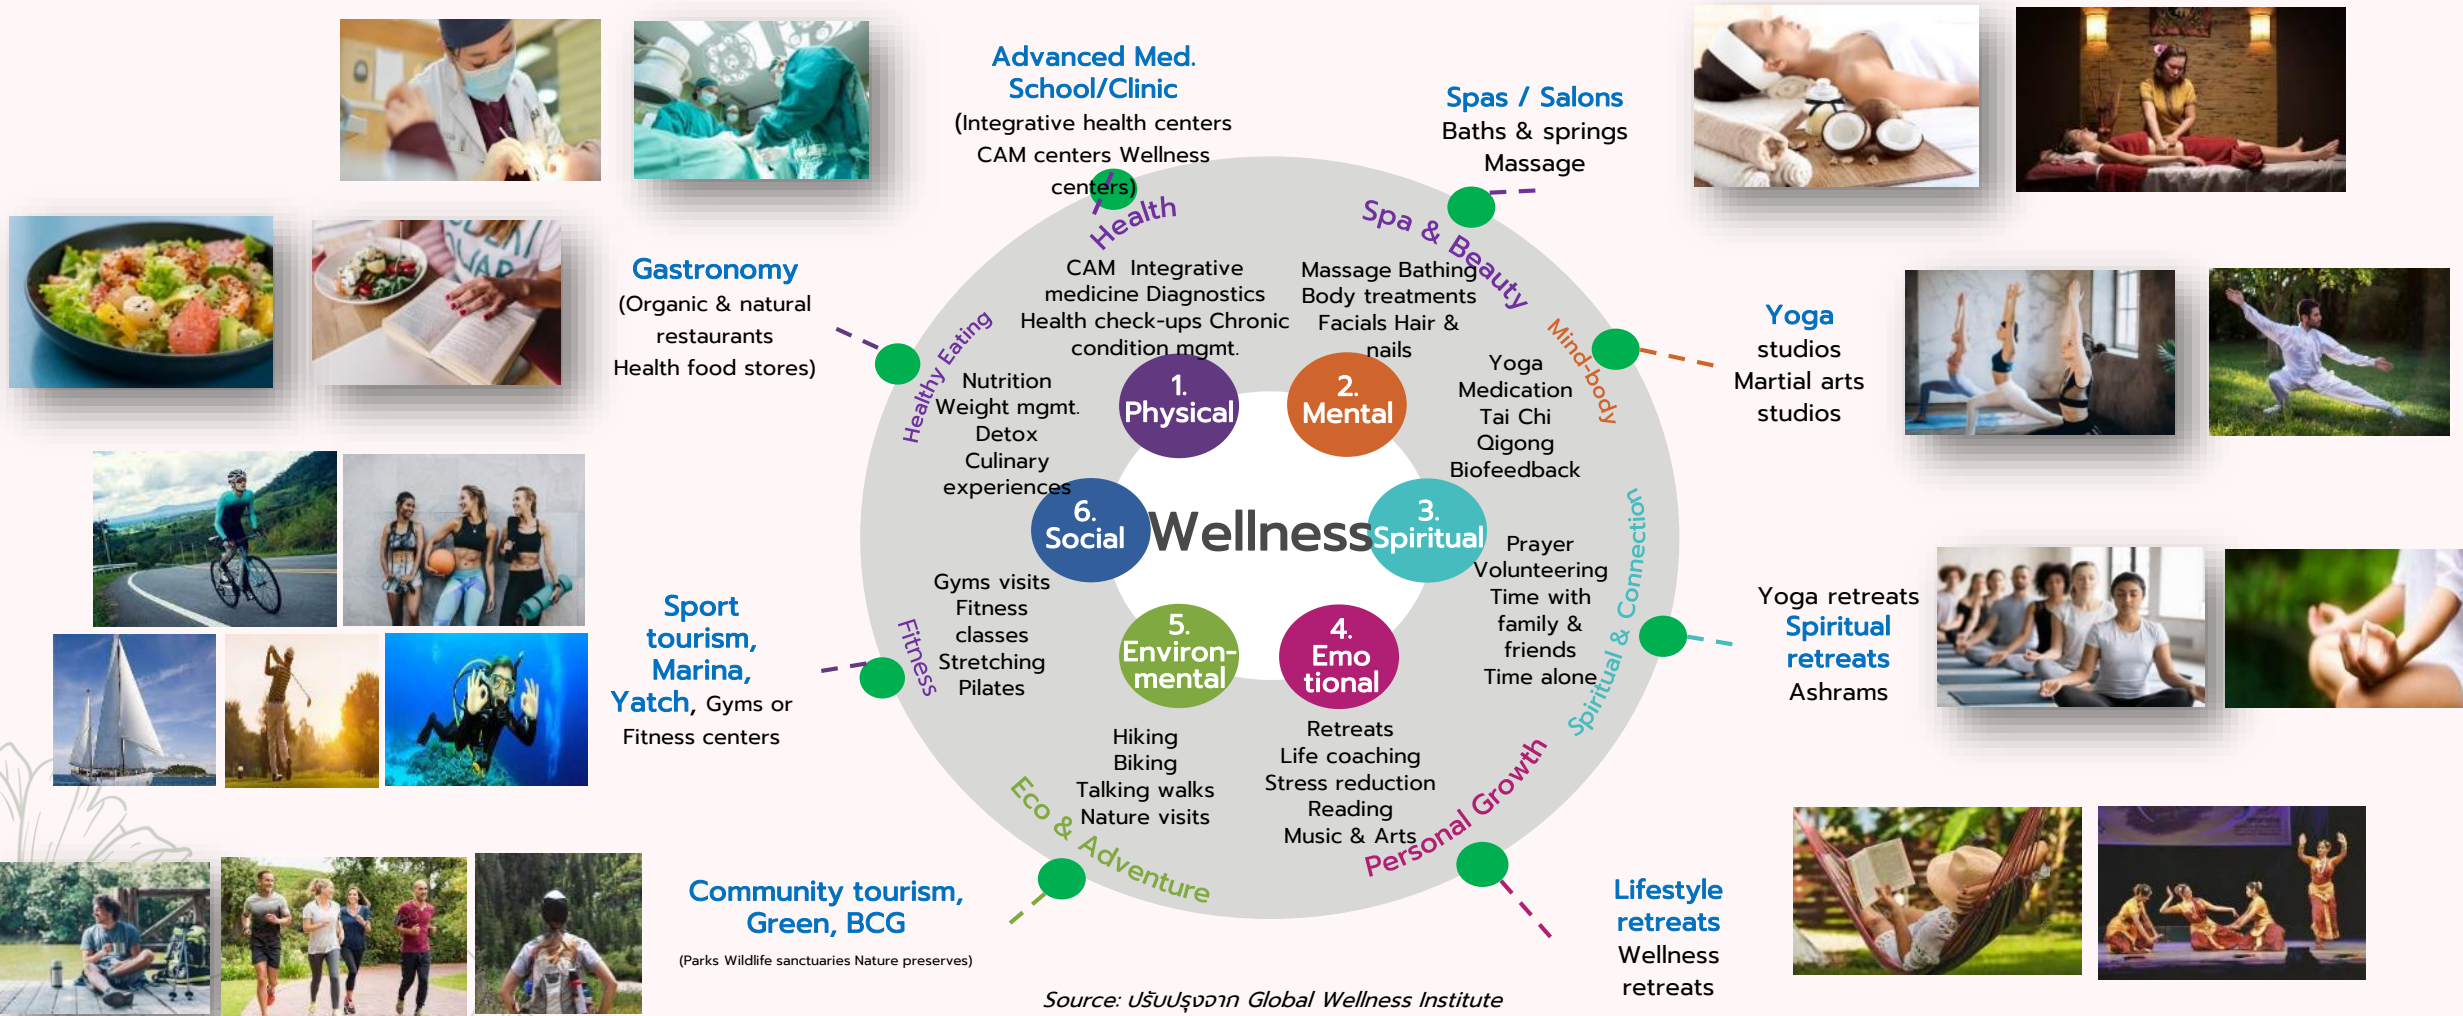 Advanced Med.
School/Clinic
(Integrative health centers
CAM centers Wellness
centers)
Spas / Salons
Baths & springs
Massage
Gastronomy
(Organic & natural
restaurants
Health food stores)
Yoga
studios
Martial arts
studios
Sport
tourism,
Marina,
Yatch, Gyms or
Fitness centers
Yoga retreats
Spiritual
retreats
Ashrams
Community tourism,
Green, BCG
(Parks Wildlife sanctuaries Nature preserves)
Lifestyle
retreats
Wellness
retreats
Health
CAM Integrative
medicine Diagnostics
Health check-ups Chronic
condition mgmt.
Spa & Beauty
Massage Bathing
Body treatments
Facials Hair &
nails
Mind-body
Yoga
Medication
Tai Chi
Qigong
Biofeedback
Spiritual & Connection
Prayer
Volunteering
Time with
family &
friends
Time alone
Personal Growth
Retreats
Life coaching
Stress reduction
Reading
Music & Arts
Eco & Adventure
Hiking
Biking
Talking walks
Nature visits
Fitness
Gyms visits
Fitness
classes
Stretching
Pilates
Healthy Eating
Nutrition
Weight mgmt.
Detox
Culinary
experiences
Wellness
1.
Physical
2.
Mental
3.
Spiritual
4.
Emo
tional
5.
Environ-
mental
6.
Social
Source: ปรับปรุงจาก Global Wellness Institute